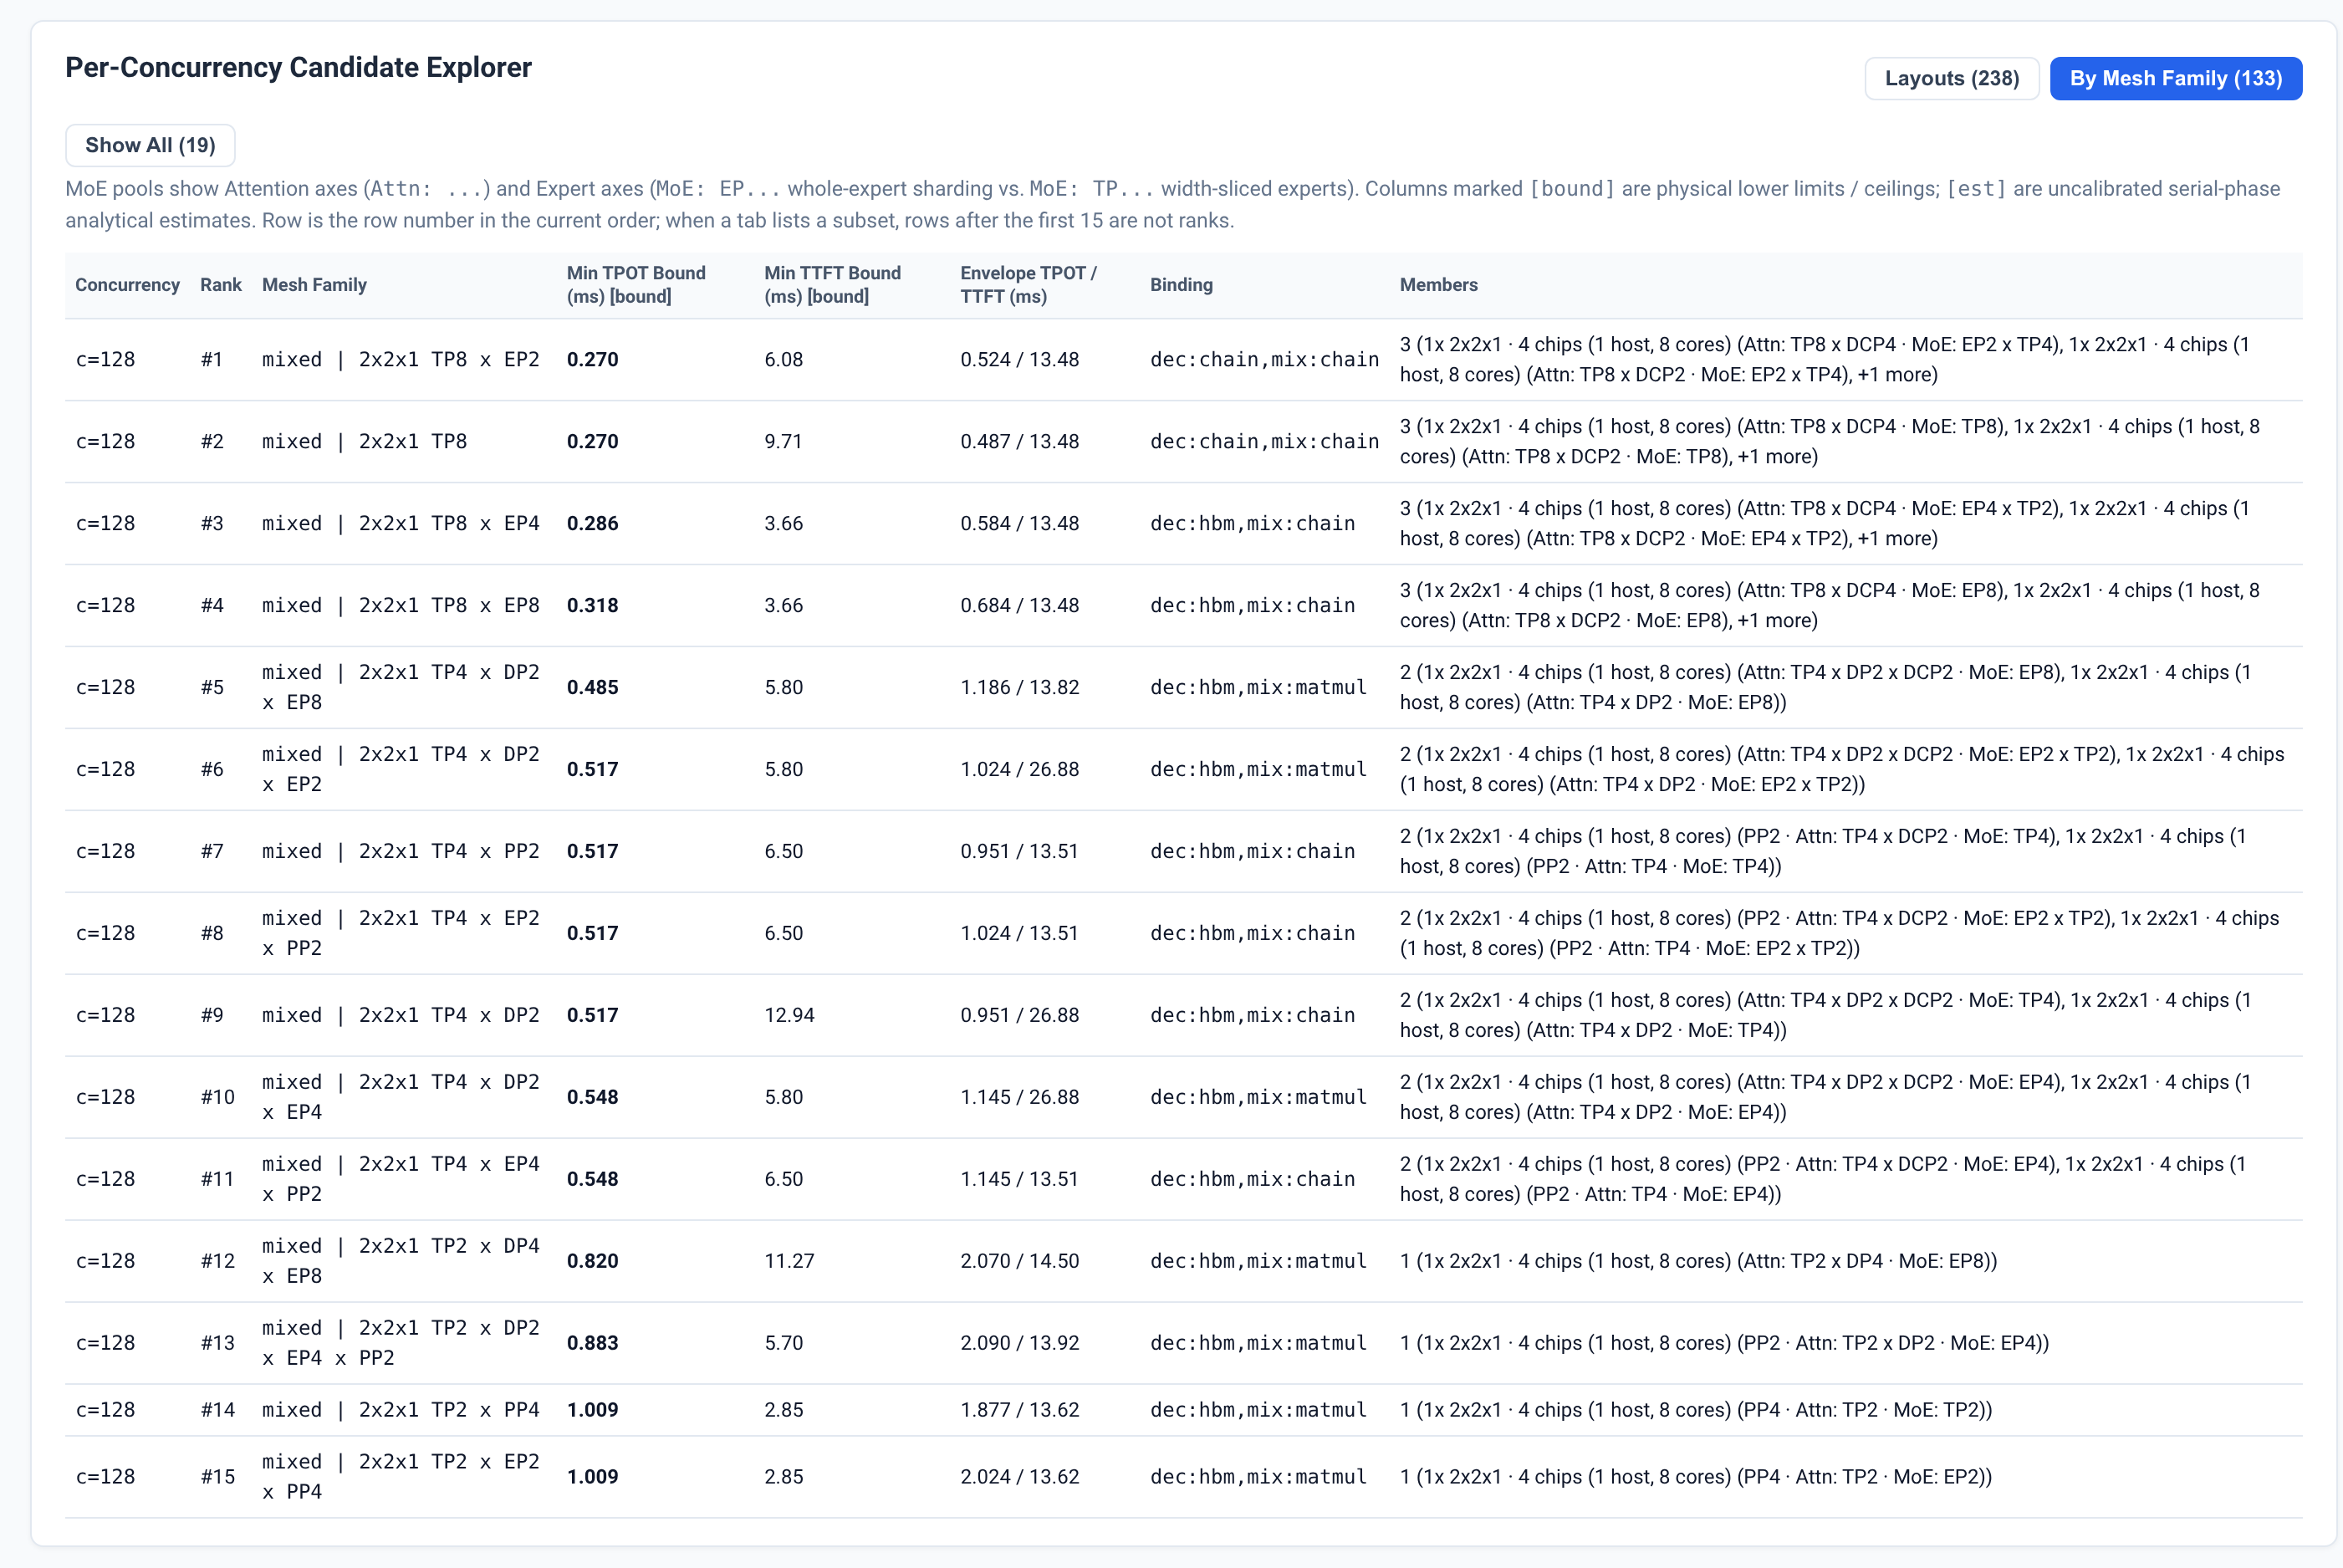 Per-Concurrency Candidate Explorer
Layouts (238)
By Mesh Family (133)
Show All (19)
MoE pools show Attention axes (Attn: ...) and Expert axes (MoE: EP... whole-expert sharding vs. MoE: TP... width-sliced experts). Columns marked [bound] are physical lower limits / ceilings; [est] are uncalibrated serial-phase
analytical estimates. Row is the row number in the current order; when a tab lists a subset, rows after the first 15 are not ranks.
Concurrency Rank Mesh Family Min TPOT Bound (ms) [bound] Min TTFT Bound (ms) [bound] Envelope TPOT / TTFT (ms) Binding Members
c=128 #1 mixed | 2x2x1 TP8 x EP2 0.270 6.08 0.524 / 13.48 dec:chain,mix:chain 3 (1x 2x2x1 · 4 chips (1 host, 8 cores) (Attn: TP8 x DCP4 · MoE: EP2 x TP4), 1x 2x2x1 · 4 chips (1
host, 8 cores) (Attn: TP8 x DCP2 · MoE: EP2 x TP4), +1 more)
c=128 #2 mixed | 2x2x1 TP8 0.270 9.71 0.487 / 13.48 dec:chain,mix:chain 3 (1x 2x2x1 · 4 chips (1 host, 8 cores) (Attn: TP8 x DCP4 · MoE: TP8), 1x 2x2x1 · 4 chips (1 host, 8
cores) (Attn: TP8 x DCP2 · MoE: TP8), +1 more)
c=128 #3 mixed | 2x2x1 TP8 x EP4 0.286 3.66 0.584 / 13.48 dec:hbm,mix:chain 3 (1x 2x2x1 · 4 chips (1 host, 8 cores) (Attn: TP8 x DCP4 · MoE: EP4 x TP2), 1x 2x2x1 · 4 chips (1
host, 8 cores) (Attn: TP8 x DCP2 · MoE: EP4 x TP2), +1 more)
c=128 #4 mixed | 2x2x1 TP8 x EP8 0.318 3.66 0.684 / 13.48 dec:hbm,mix:chain 3 (1x 2x2x1 · 4 chips (1 host, 8 cores) (Attn: TP8 x DCP4 · MoE: EP8), 1x 2x2x1 · 4 chips (1 host, 8
cores) (Attn: TP8 x DCP2 · MoE: EP8), +1 more)
c=128 #5 mixed | 2x2x1 TP4 x DP2 x EP8 0.485 5.80 1.186 / 13.82 dec:hbm,mix:matmul 2 (1x 2x2x1 · 4 chips (1 host, 8 cores) (Attn: TP4 x DP2 x DCP2 · MoE: EP8), 1x 2x2x1 · 4 chips (1
host, 8 cores) (Attn: TP4 x DP2 · MoE: EP8))
c=128 #6 mixed | 2x2x1 TP4 x DP2 x EP2 0.517 5.80 1.024 / 26.88 dec:hbm,mix:matmul 2 (1x 2x2x1 · 4 chips (1 host, 8 cores) (Attn: TP4 x DP2 x DCP2 · MoE: EP2 x TP2), 1x 2x2x1 · 4 chips
(1 host, 8 cores) (Attn: TP4 x DP2 · MoE: EP2 x TP2))
c=128 #7 mixed | 2x2x1 TP4 x PP2 0.517 6.50 0.951 / 13.51 dec:hbm,mix:chain 2 (1x 2x2x1 · 4 chips (1 host, 8 cores) (PP2 · Attn: TP4 x DCP2 · MoE: TP4), 1x 2x2x1 · 4 chips (1
host, 8 cores) (PP2 · Attn: TP4 · MoE: TP4))
c=128 #8 mixed | 2x2x1 TP4 x EP2 x PP2 0.517 6.50 1.024 / 13.51 dec:hbm,mix:chain 2 (1x 2x2x1 · 4 chips (1 host, 8 cores) (PP2 · Attn: TP4 x DCP2 · MoE: EP2 x TP2), 1x 2x2x1 · 4 chips
(1 host, 8 cores) (PP2 · Attn: TP4 · MoE: EP2 x TP2))
c=128 #9 mixed | 2x2x1 TP4 x DP2 0.517 12.94 0.951 / 26.88 dec:hbm,mix:chain 2 (1x 2x2x1 · 4 chips (1 host, 8 cores) (Attn: TP4 x DP2 x DCP2 · MoE: TP4), 1x 2x2x1 · 4 chips (1
host, 8 cores) (Attn: TP4 x DP2 · MoE: TP4))
c=128 #10 mixed | 2x2x1 TP4 x DP2 x EP4 0.548 5.80 1.145 / 26.88 dec:hbm,mix:matmul 2 (1x 2x2x1 · 4 chips (1 host, 8 cores) (Attn: TP4 x DP2 x DCP2 · MoE: EP4), 1x 2x2x1 · 4 chips (1
host, 8 cores) (Attn: TP4 x DP2 · MoE: EP4))
c=128 #11 mixed | 2x2x1 TP4 x EP4 x PP2 0.548 6.50 1.145 / 13.51 dec:hbm,mix:chain 2 (1x 2x2x1 · 4 chips (1 host, 8 cores) (PP2 · Attn: TP4 x DCP2 · MoE: EP4), 1x 2x2x1 · 4 chips (1
host, 8 cores) (PP2 · Attn: TP4 · MoE: EP4))
c=128 #12 mixed | 2x2x1 TP2 x DP4 x EP8 0.820 11.27 2.070 / 14.50 dec:hbm,mix:matmul 1 (1x 2x2x1 · 4 chips (1 host, 8 cores) (Attn: TP2 x DP4 · MoE: EP8))
c=128 #13 mixed | 2x2x1 TP2 x DP2 x EP4 x PP2 0.883 5.70 2.090 / 13.92 dec:hbm,mix:matmul 1 (1x 2x2x1 · 4 chips (1 host, 8 cores) (PP2 · Attn: TP2 x DP2 · MoE: EP4))
c=128 #14 mixed | 2x2x1 TP2 x PP4 1.009 2.85 1.877 / 13.62 dec:hbm,mix:matmul 1 (1x 2x2x1 · 4 chips (1 host, 8 cores) (PP4 · Attn: TP2 · MoE: TP2))
c=128 #15 mixed | 2x2x1 TP2 x EP2 x PP4 1.009 2.85 2.024 / 13.62 dec:hbm,mix:matmul 1 (1x 2x2x1 · 4 chips (1 host, 8 cores) (PP4 · Attn: TP2 · MoE: EP2))